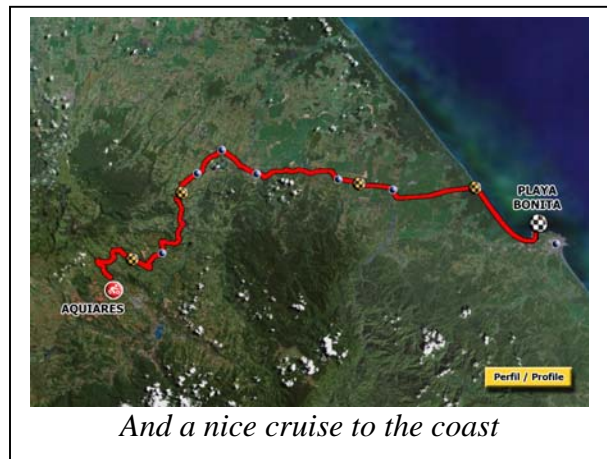 PLAYA
BONITA
AQUIARES
Perfil / Profile
And a nice cruise to the coast